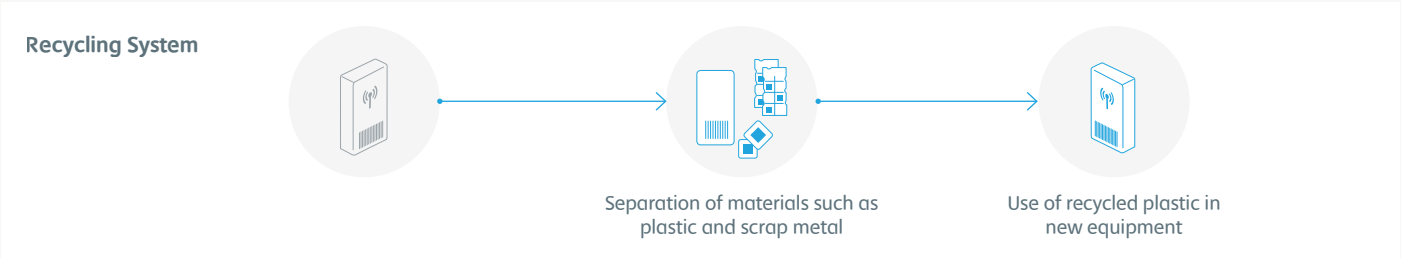 Recycling System
Separation of materials such as
plastic and scrap metal
Use of recycled plastic in
new equipment